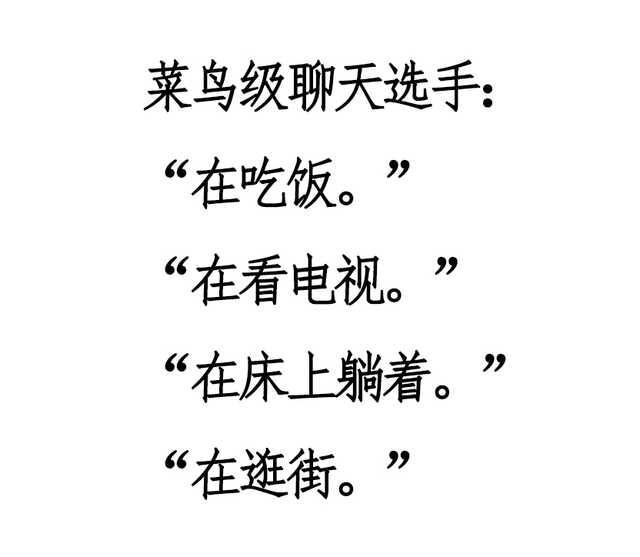 菜鸟级聊天选手：
“在吃饭。”
“在看电视。”
“在床上躺着。”
“在逛街。”